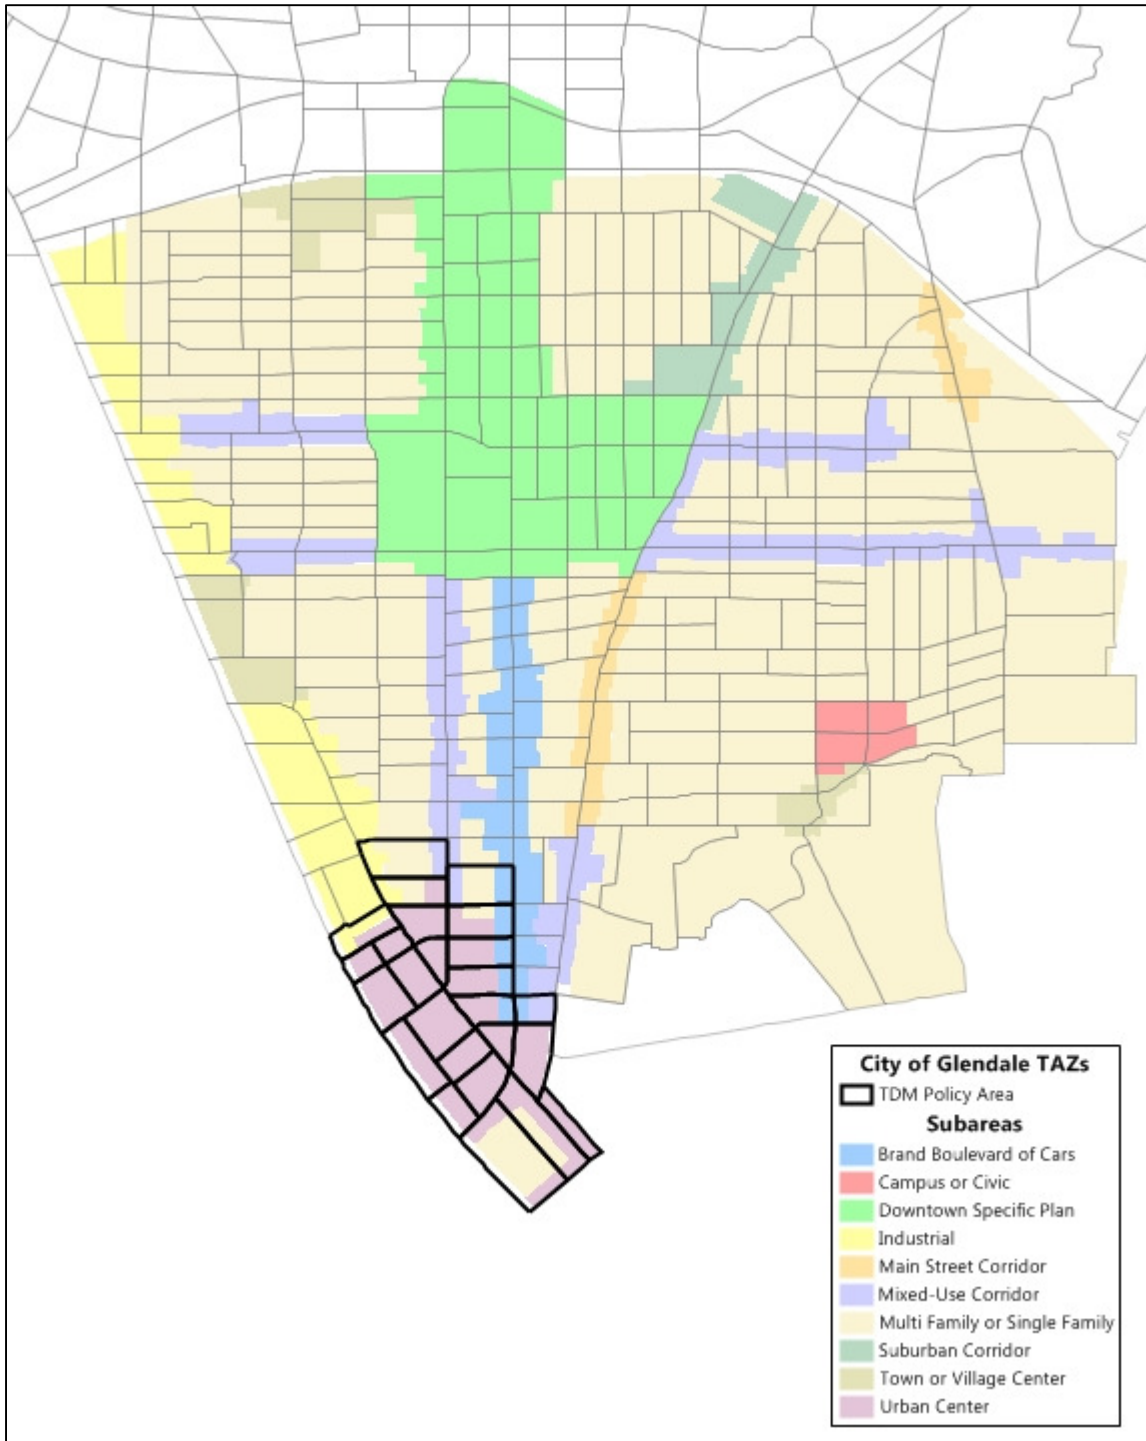 City of Glendale TAZs
TDM Policy Area
Subareas
Brand Boulevard of Cars
Campus or Civic
Downtown Specific Plan
Industrial
Main Street Corridor
Mixed-Use Corridor
Multi Family or Single Family
Suburban Corridor
Town or Village Center
Urban Center